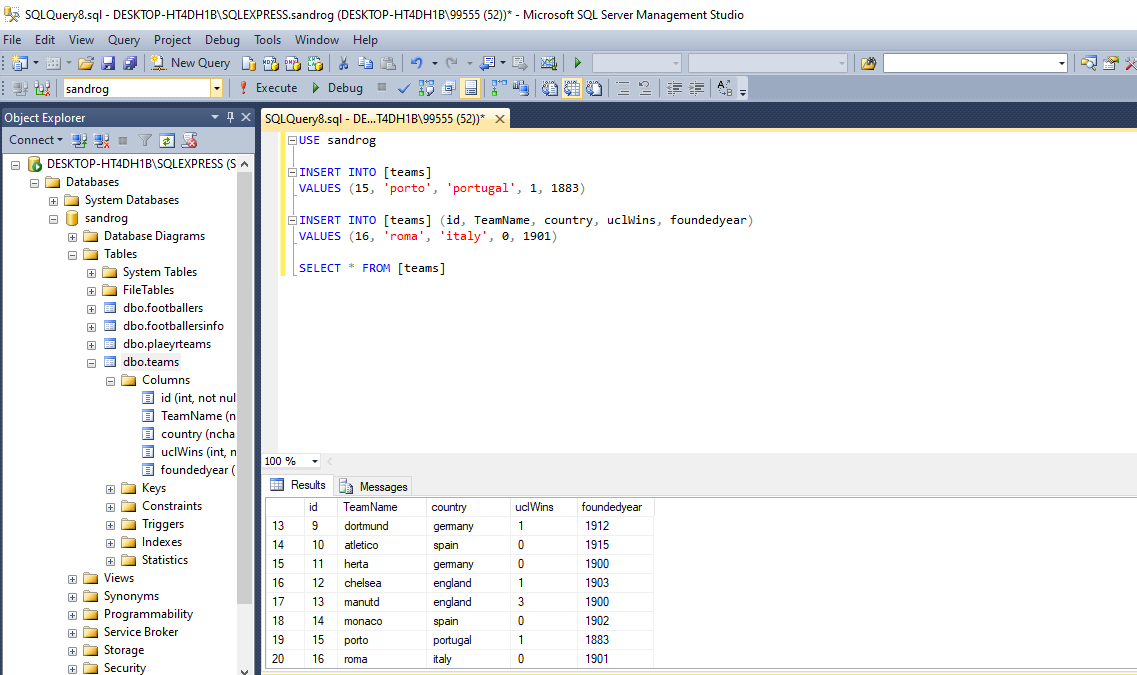 SQLQuery8.sql - DESKTOP-HT4DH1B\SQLEXPRESS.sandrog (DESKTOP-HT4DH1B\99555 (52))* - Microsoft SQL Server Management Studio
File Edit View Query Project Debug Tools Window Help
New Query
sandrog Execute Debug
Object Explorer
Connect
DESKTOP-HT4DH1B\SQLEXPRESS (S
Databases
System Databases
sandrog
Database Diagrams
Tables
System Tables
FileTables
dbo.footballers
dbo.footballersinfo
dbo.plaeyrteams
dbo.teams
Columns
id (int, not nul
TeamName (n
country (ncha
uclWins (int, n
foundedyear (
Keys
Constraints
Triggers
Indexes
Statistics
Views
Synonyms
Programmability
Service Broker
Storage
Security
SQLQuery8.sql - DE...T4DH1B\99555 (52))*
USE sandrog
INSERT INTO [teams]
VALUES (15, 'porto', 'portugal', 1, 1883)
INSERT INTO [teams] (id, TeamName, country, uclWins, foundedyear)
VALUES (16, 'roma', 'italy', 0, 1901)
SELECT * FROM [teams]
100 %
Results Messages
id TeamName country uclWins foundedyear
13 9 dortmund germany 1 1912
14 10 atletico spain 0 1915
15 11 herta germany 0 1900
16 12 chelsea england 1 1903
17 13 manutd england 3 1900
18 14 monaco spain 0 1902
19 15 porto portugal 1 1883
20 16 roma italy 0 1901